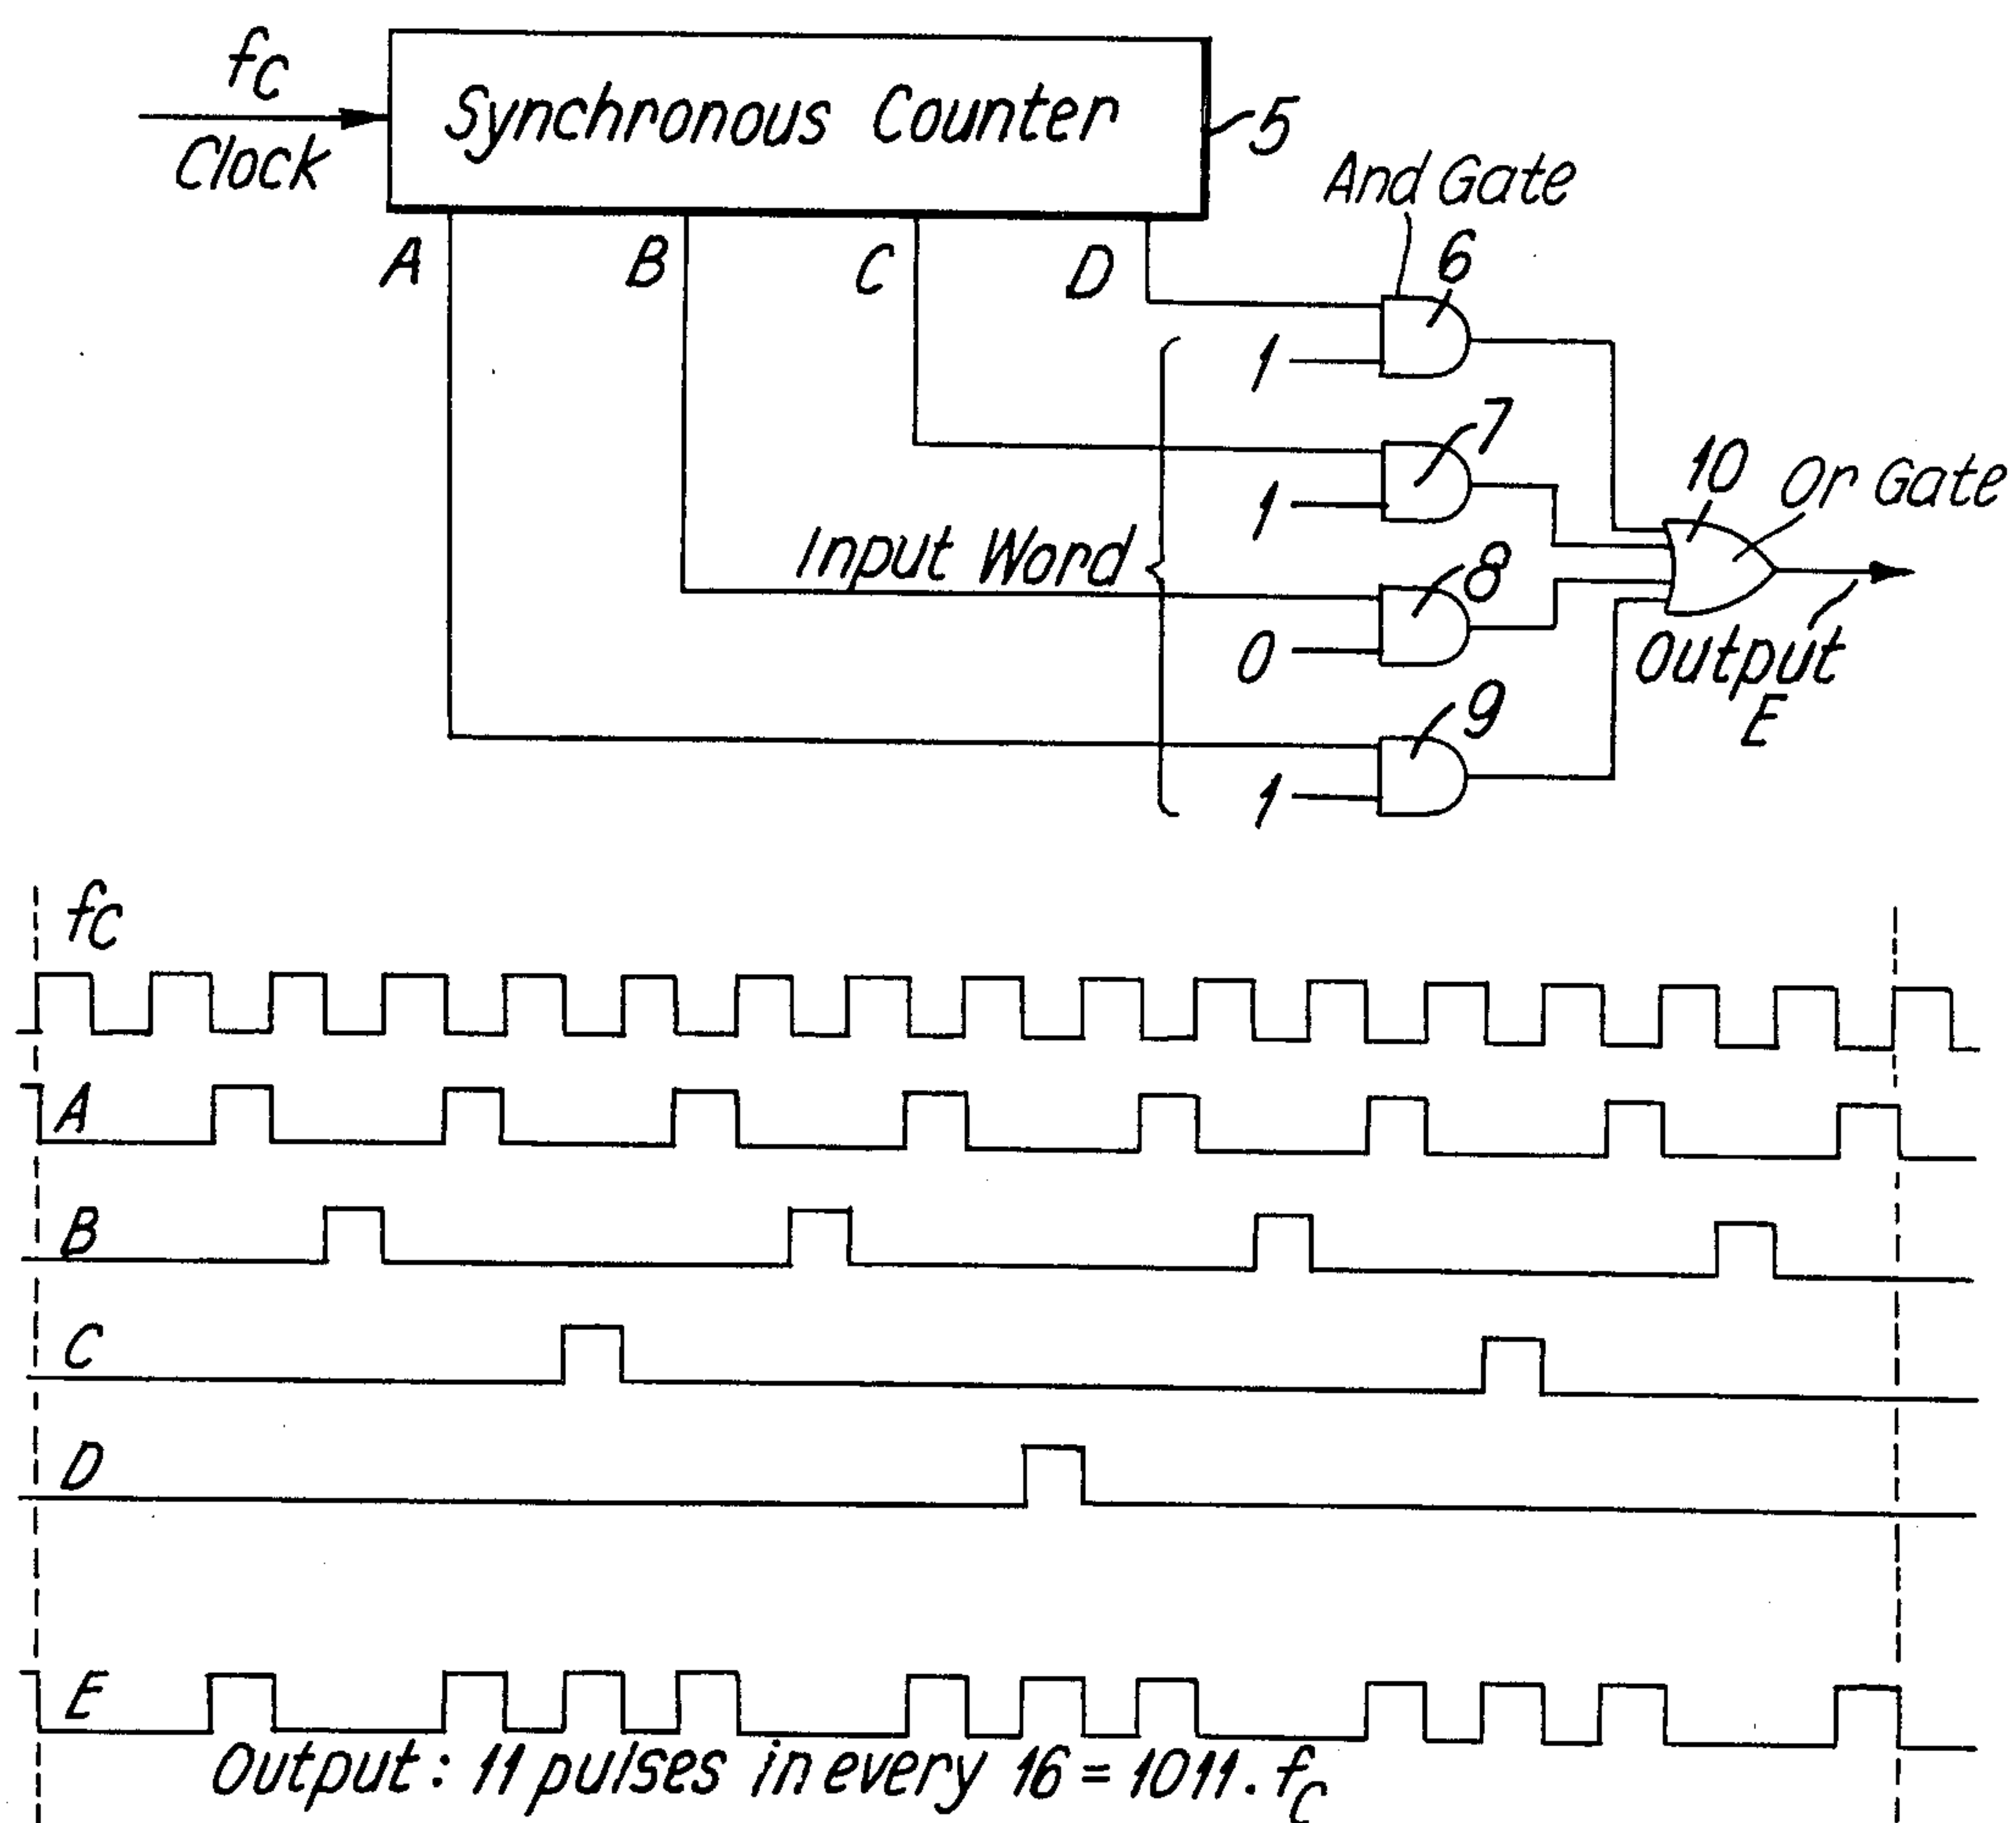 fc
Clock
Synchronous Counter
5
A
B
C
D
And Gate
6
1
7
1
Input Word
8
0
9
1
10
Or Gate
Output
E
fc
A
B
C
D
E
Output: 11 pulses in every 16 = 1011. fc